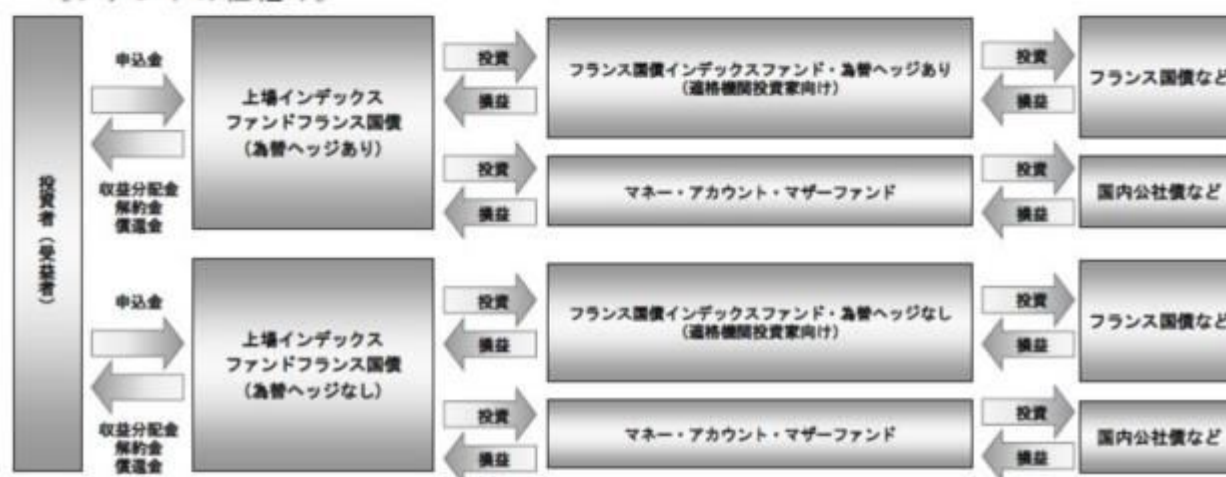 投資者（受益者）
申込金
収益分配金
解約金
償還金
上場インデックス
ファンドフランス国債
（為替ヘッジあり）
投資
損益
フランス国債インデックスファンド・為替ヘッジあり
（適格機関投資家向け）
投資
損益
フランス国債など
投資
損益
マネー・アカウント・マザーファンド
投資
損益
国内公社債など
申込金
収益分配金
解約金
償還金
上場インデックス
ファンドフランス国債
（為替ヘッジなし）
投資
損益
フランス国債インデックスファンド・為替ヘッジなし
（適格機関投資家向け）
投資
損益
フランス国債など
投資
損益
マネー・アカウント・マザーファンド
投資
損益
国内公社債など